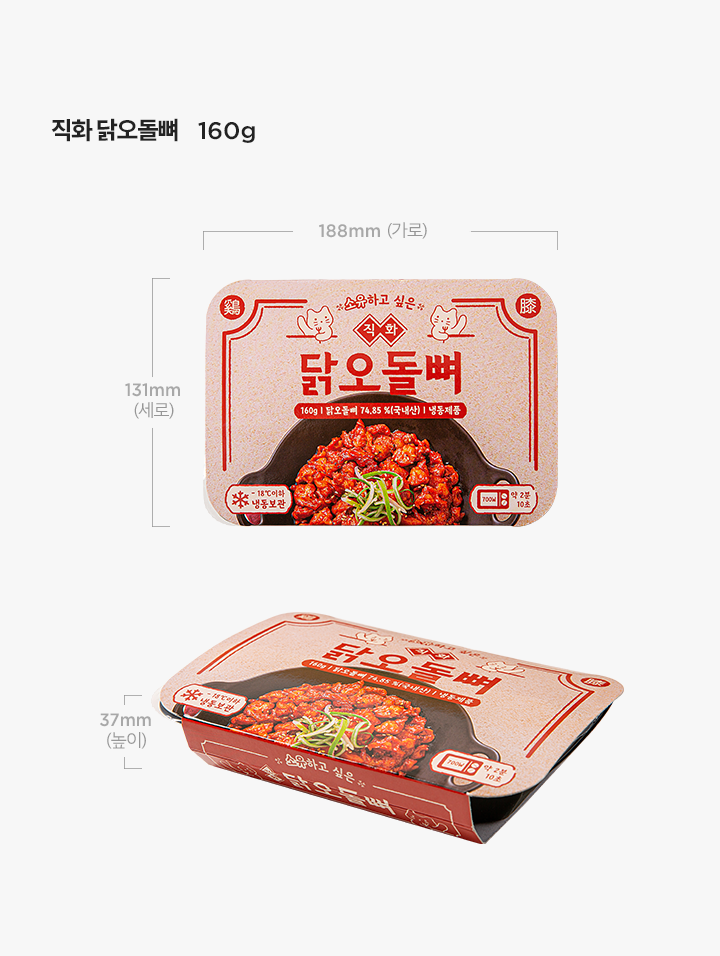 직화 닭오돌뼈 160g
188mm (가로)
131mm
(세로)
鷄
소유하고 싶은
膝
직화
닭오돌뼈
160g | 닭오돌뼈 74.85 %(국내산) | 냉동제품
- 18℃이하
냉동보관
700W
약 2분
10초
37mm
(높이)
소유하고 싶은
직화
닭오돌뼈
160g | 닭오돌뼈 74.85 %(국내산) | 냉동제품
- 18℃이하
냉동보관
700W
약 2분
10초
소유하고 싶은
닭오돌뼈